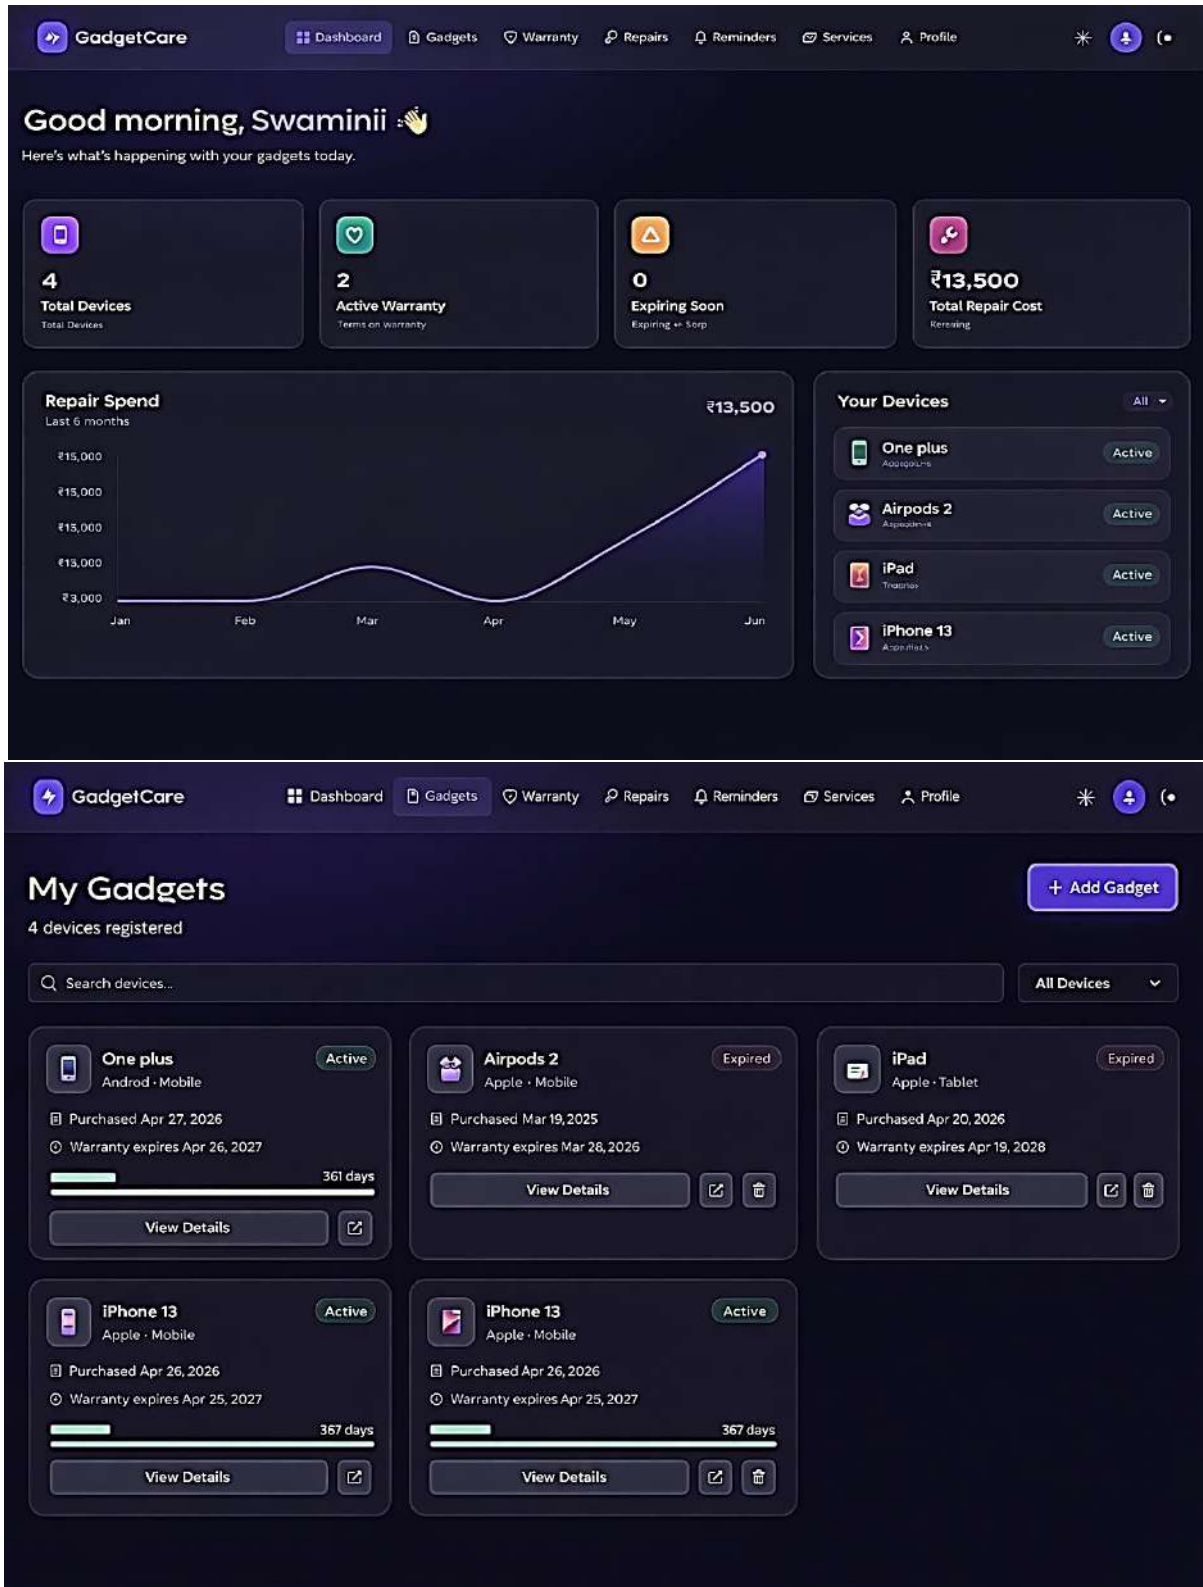 GadgetCare
Dashboard Gadgets Warranty Repairs Reminders Services Profile
Good morning, Swaminii
Here's what's happening with your gadgets today.
4
Total Devices
Total Devices
2
Active Warranty
Terms on warranty
0
Expiring Soon
Expiring
₹13,500
Total Repair Cost
Repair Spend
Last 6 months
₹13,500
₹15,000
₹15,000
₹13,000
₹13,000
₹3,000
Jan Feb Mar Apr May Jun
Your Devices
All
One plus
Active
Airpods 2
Active
iPad
Active
iPhone 13
Active
GadgetCare
Dashboard Gadgets Warranty Repairs Reminders Services Profile
My Gadgets
+ Add Gadget
4 devices registered
Search devices...
All Devices
One plus
Active
Androd · Mobile
Purchased Apr 27, 2026
Warranty expires Apr 26, 2027
361 days
View Details
Airpods 2
Expired
Apple · Mobile
Purchased Mar 19, 2025
Warranty expires Mar 28, 2026
View Details
iPad
Expired
Apple · Tablet
Purchased Apr 20, 2026
Warranty expires Apr 19, 2028
View Details
iPhone 13
Active
Apple · Mobile
Purchased Apr 26, 2026
Warranty expires Apr 25, 2027
367 days
View Details
iPhone 13
Active
Apple · Mobile
Purchased Apr 26, 2026
Warranty expires Apr 25, 2027
367 days
View Details